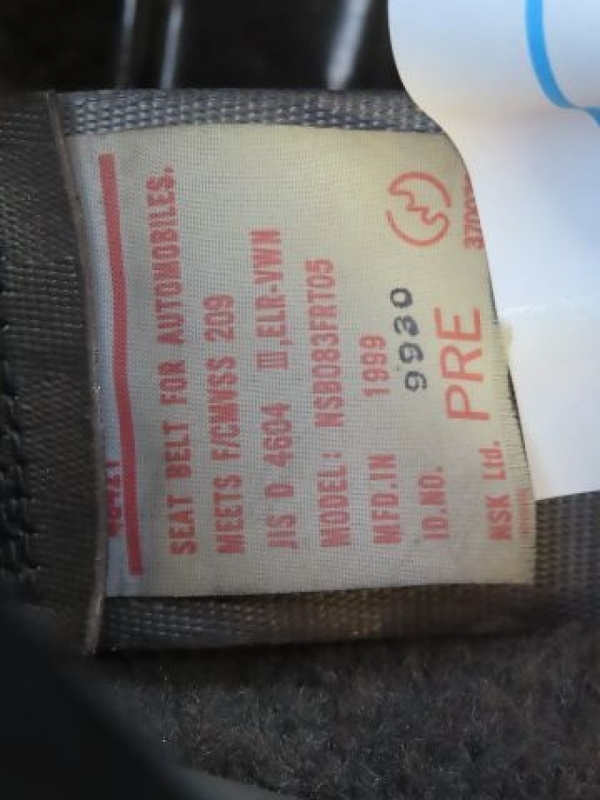 SEAT BELT FOR AUTOMOBILES.
MEETS F/CMVSS 209
JIS D 4604 III,ELR-VWN
MODEL: NSB083FRT05
MFD.IN 1999
ID.NO. 9930
PRE
NSK Ltd.